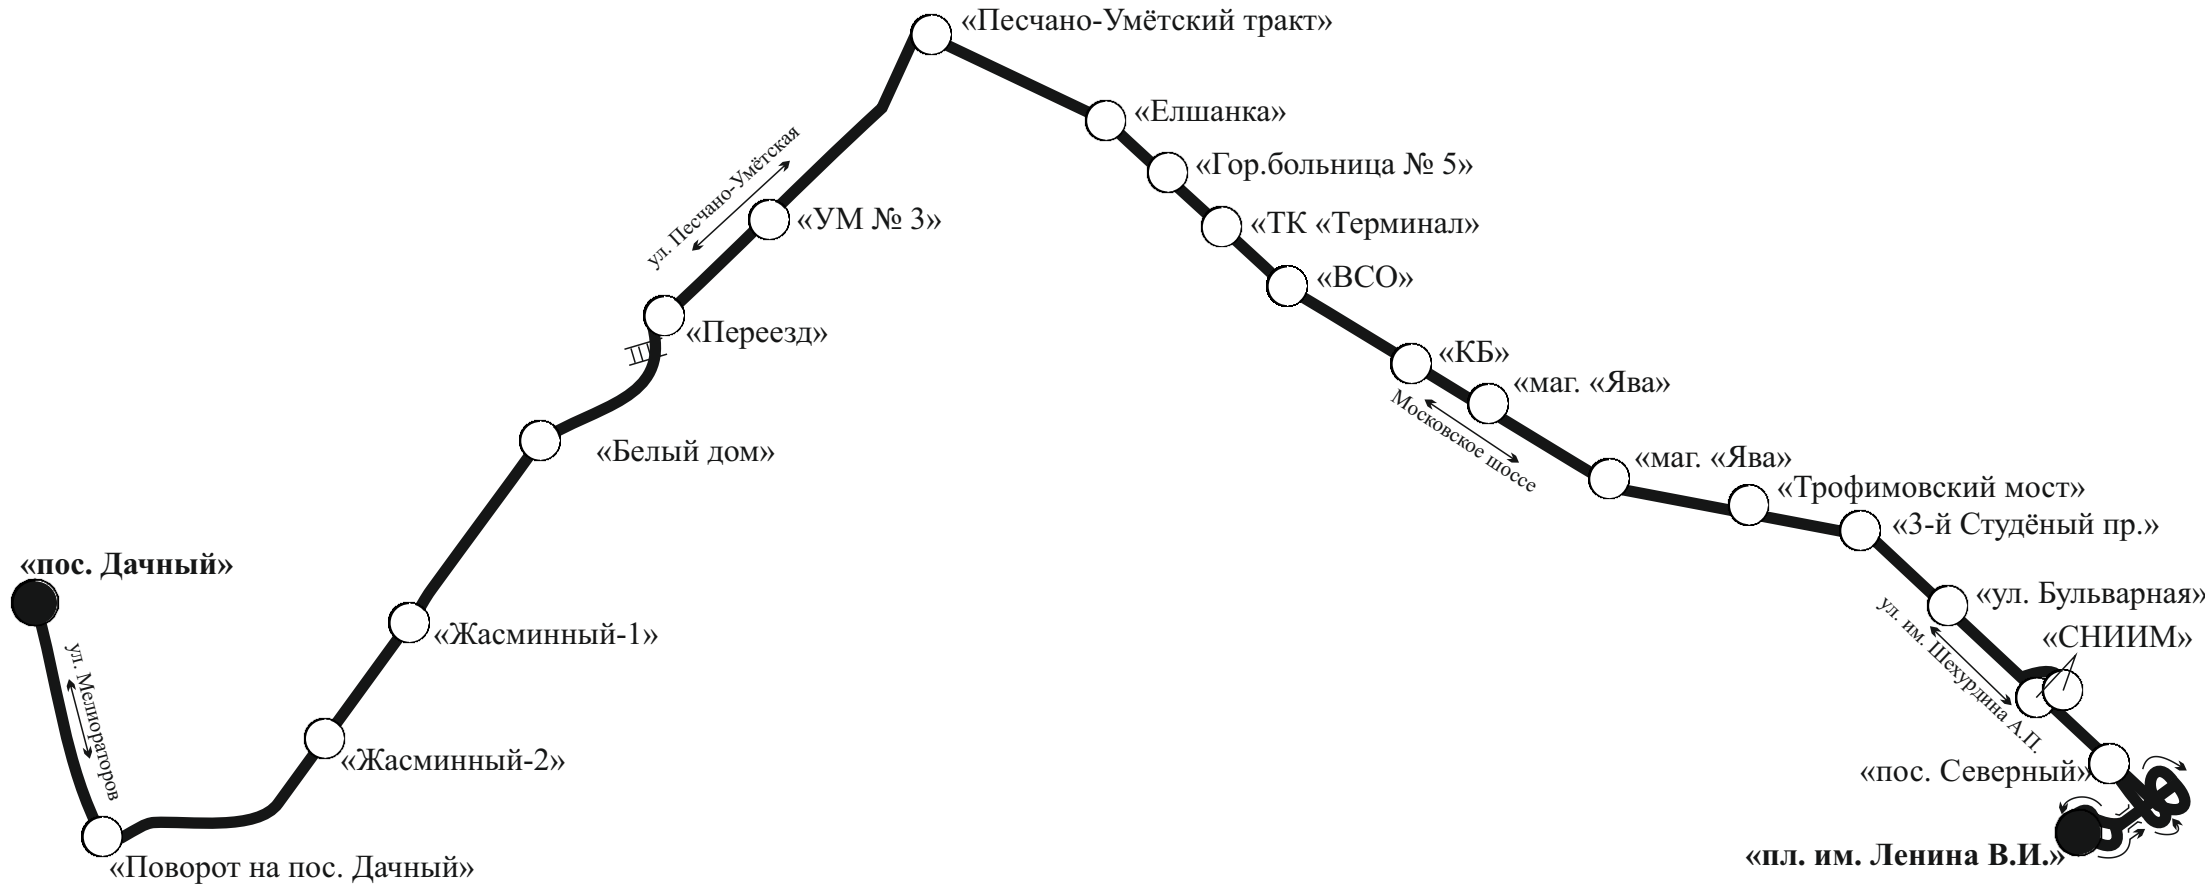 «Песчано-Умётский тракт»
«Елшанка»
«Гор.больница № 5»
ул. Песчано-Умётская
«УМ № 3»
«ТК «Терминал»
«ВСО»
«Переезд»
«КБ»
«маг. «Ява»
Московское шоссе
«Белый дом»
«маг. «Ява»
«Трофимовский мост»
«3-й Студёный пр.»
«пос. Дачный»
«ул. Бульварная»
«Жасминный-1»
«СНИИМ»
ул. им. Шехурдина А.П.
ул. Мелиораторов
«Жасминный-2»
«пос. Северный»
«пл. им. Ленина В.И.»
«Поворот на пос. Дачный»